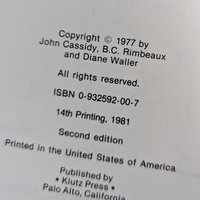 Copyright © 1977 by
John Cassidy, B.C. Rimbeaux
and Diane Waller
All rights reserved.
ISBN 0-932592-00-7
14th Printing, 1981
Second edition
Printed in the United States of America
Published by
• Klutz Press •
Palo Alto, California